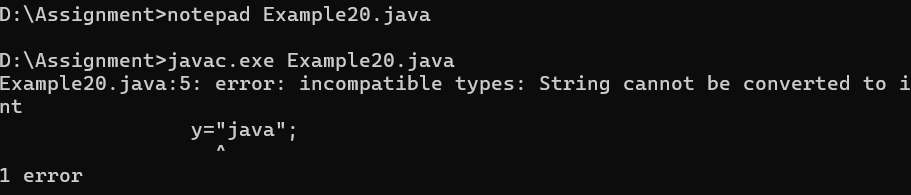 D:\Assignment>notepad Example20.java
D:\Assignment>javac.exe Example20.java
Example20.java:5: error: incompatible types: String cannot be converted to i
nt
                y="java";
                  ^
1 error